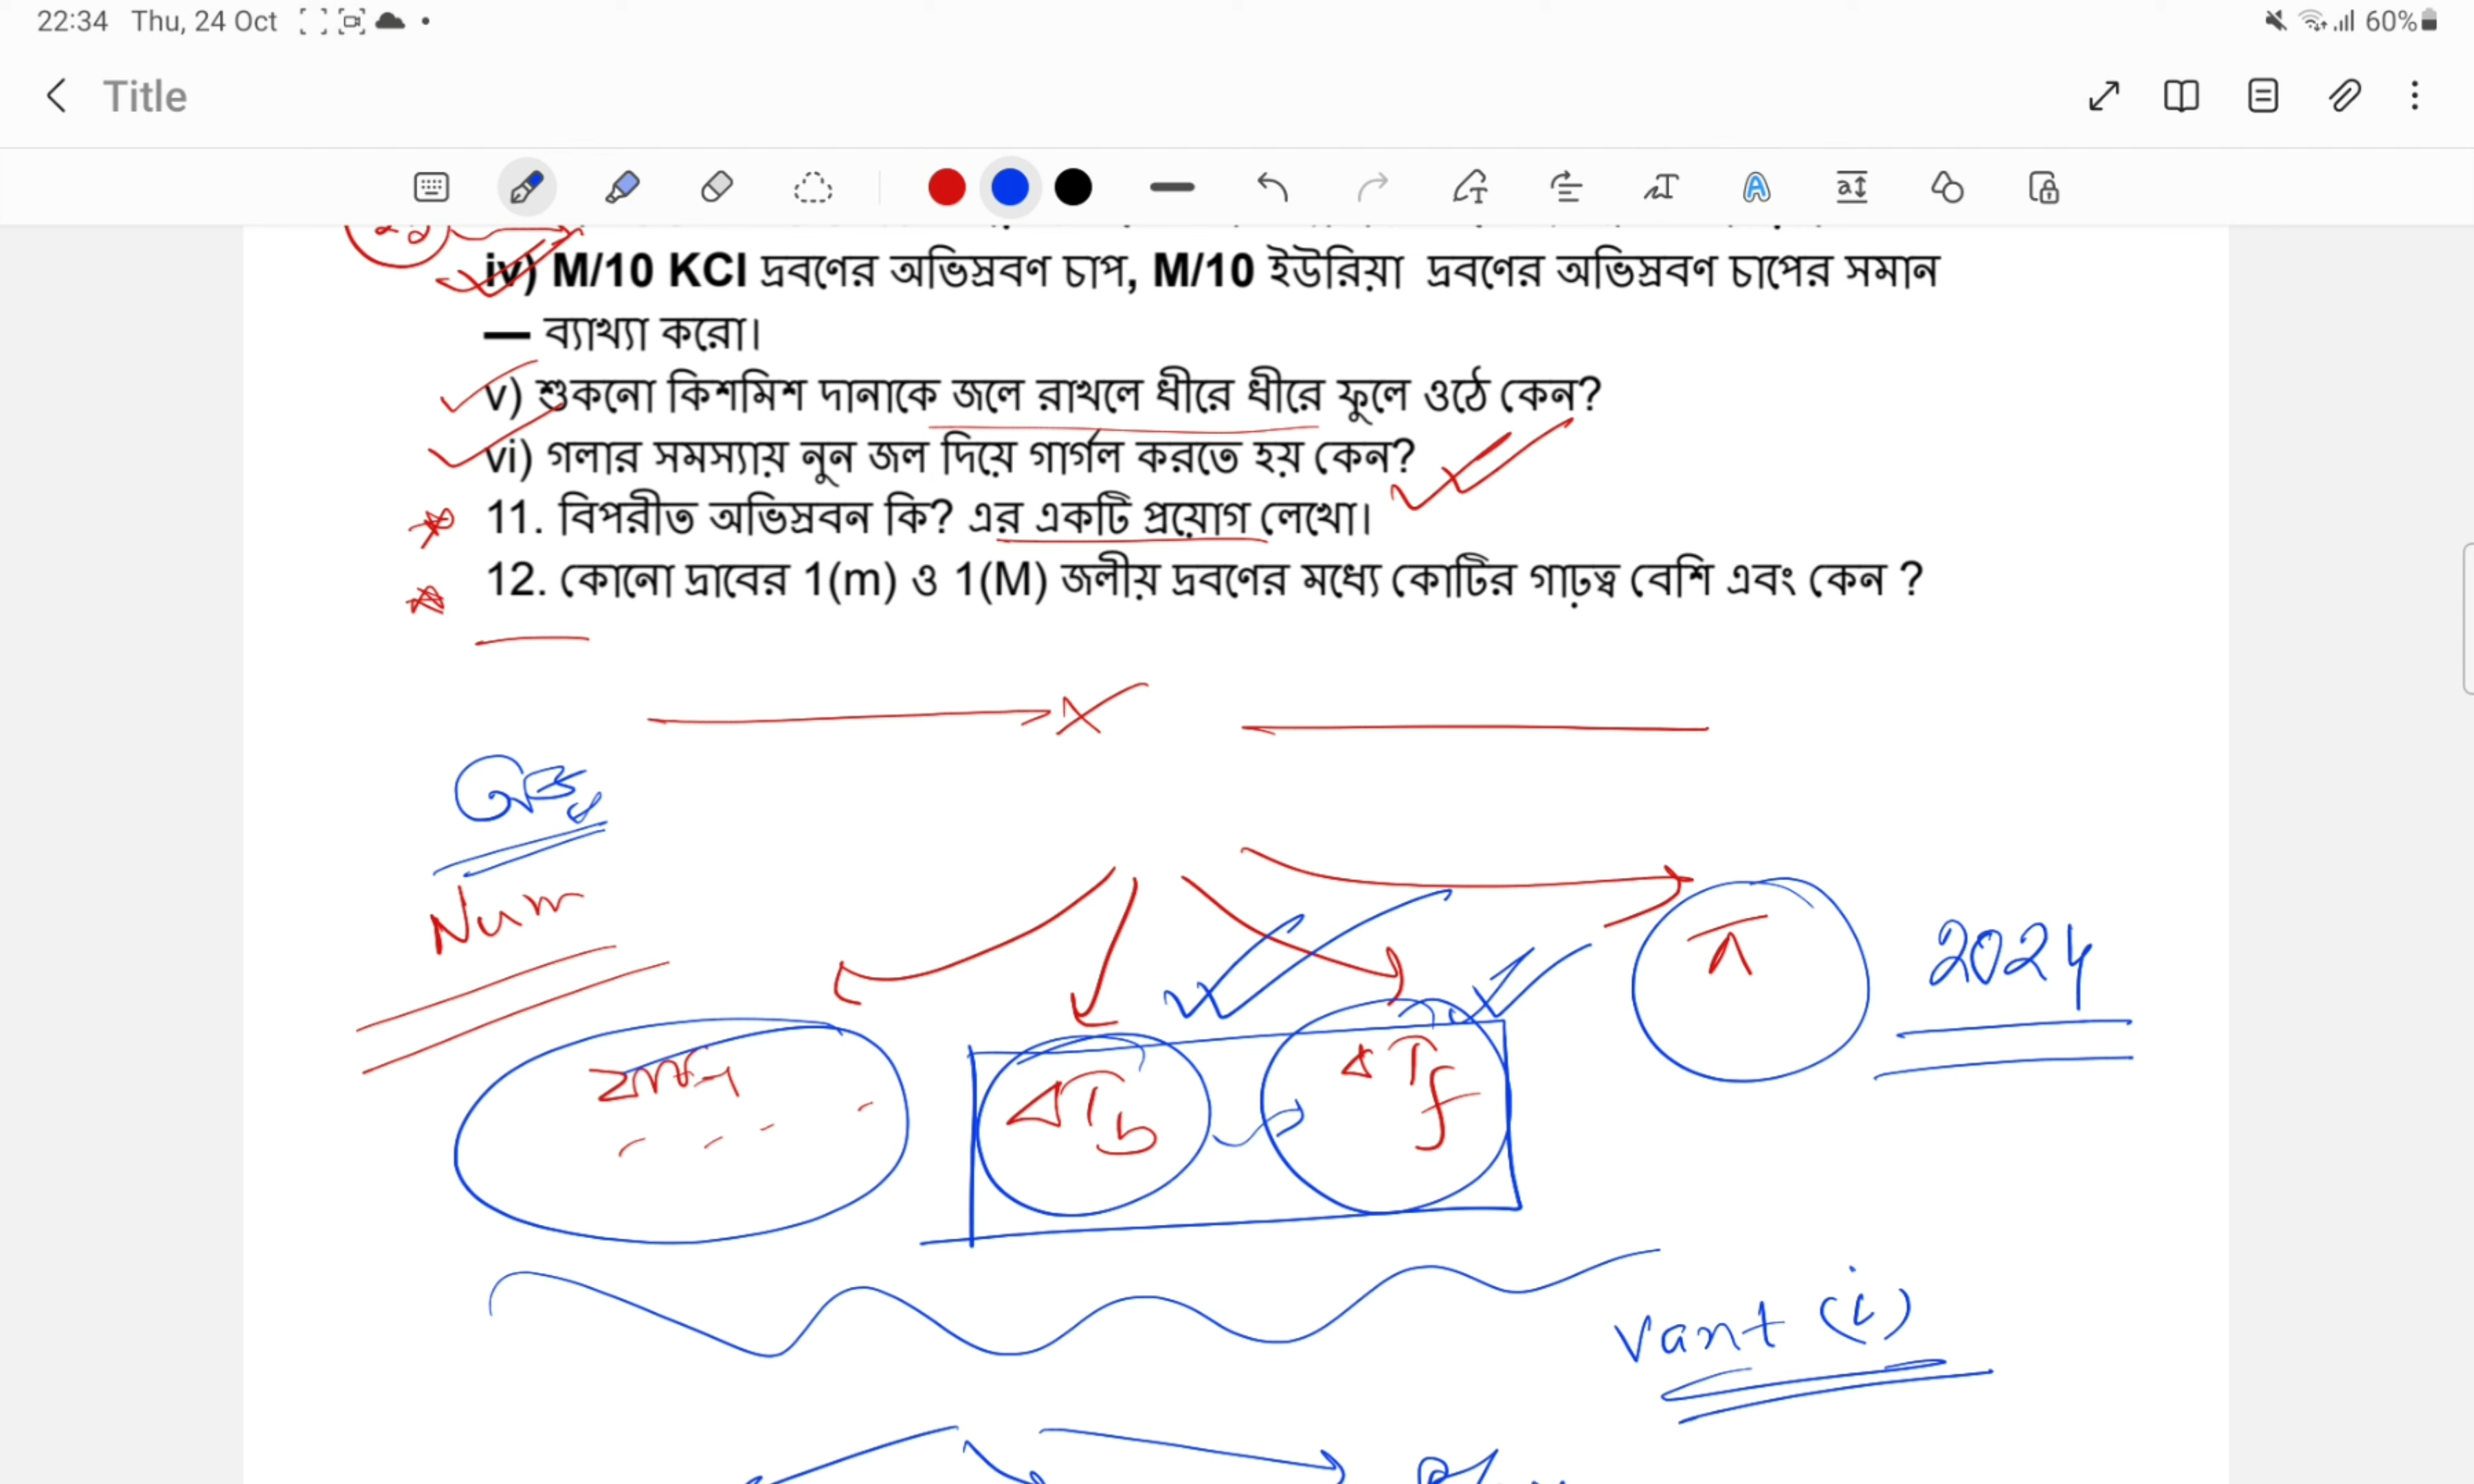 22:34 Thu, 24 Oct 60%
Title
iv) M/10 KCl দ্রবণের অভিস্রবণ চাপ, M/10 ইউরিয়া দ্রবণের অভিস্রবণ চাপের সমান
— ব্যাখ্যা করো।
v) শুকনো কিশমিশ দানাকে জলে রাখলে ধীরে ধীরে ফুলে ওঠে কেন?
vi) গলার সমস্যায় নুন জল দিয়ে গার্গল করতে হয় কেন?
11. বিপরীত অভিস্রবন কি? এর একটি প্রয়োগ লেখো।
12. কোনো দ্রাবের 1(m) ও 1(M) জলীয় দ্রবণের মধ্যে কোটির গাঢ়ত্ব বেশি এবং কেন ?
Num
π 2024
ΔTb ΔTf
Vant (i)